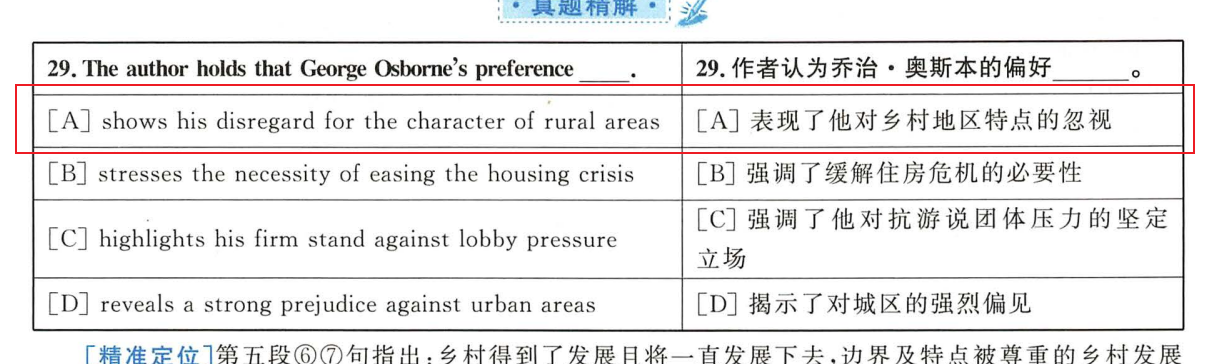 ·真题精解·
29. The author holds that George Osborne's preference ____. 29. 作者认为乔治·奥斯本的偏好______。
[A] shows his disregard for the character of rural areas [A] 表现了他对乡村地区特点的忽视
[B] stresses the necessity of easing the housing crisis [B] 强调了缓解住房危机的必要性
[C] highlights his firm stand against lobby pressure [C] 强调了他对抗游说团体压力的坚定
立场
[D] reveals a strong prejudice against urban areas [D] 揭示了对城区的强烈偏见
[精准定位]第五段⑥⑦句指出:乡村得到了发展且将一直发展下去,边界及特点被尊重的乡村发展